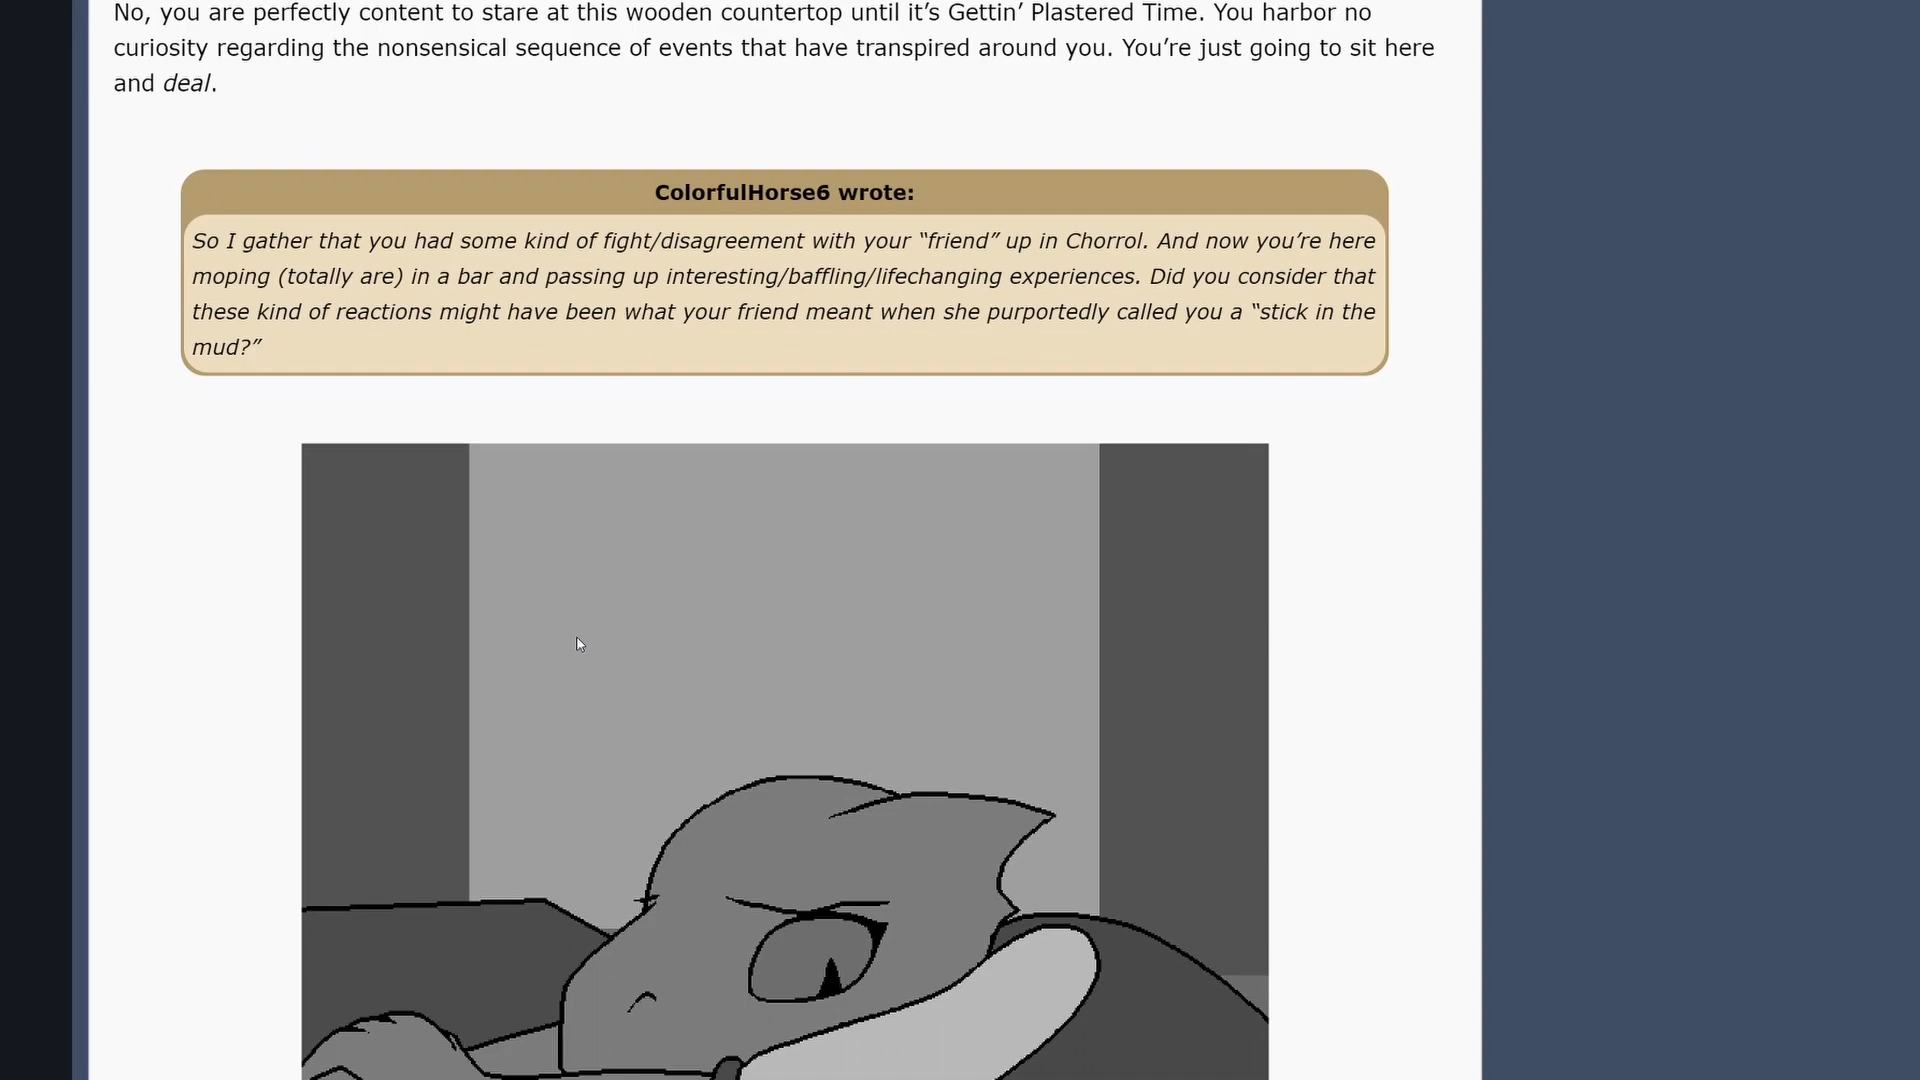 No, you are perfectly content to stare at this wooden countertop until it’s Gettin’ Plastered Time. You harbor no
curiosity regarding the nonsensical sequence of events that have transpired around you. You’re just going to sit here
and deal.
ColorfulHorse6 wrote:
So I gather that you had some kind of fight/disagreement with your “friend” up in Chorrol. And now you’re here
moping (totally are) in a bar and passing up interesting/baffling/lifechanging experiences. Did you consider that
these kind of reactions might have been what your friend meant when she purportedly called you a “stick in the
mud?”